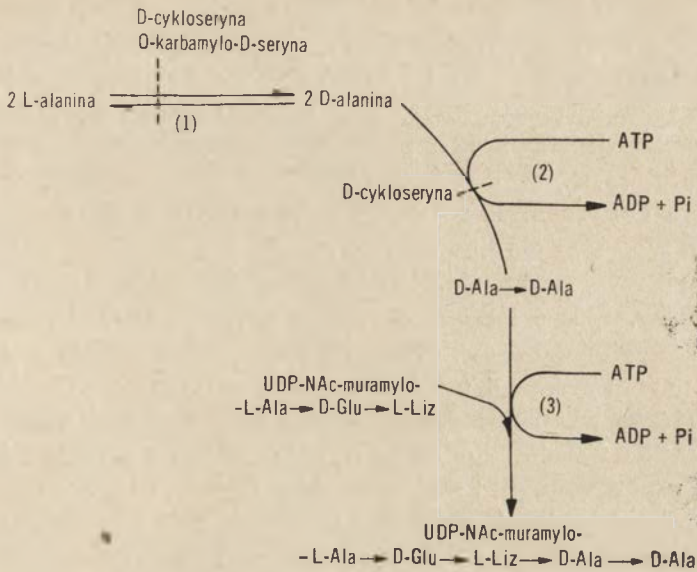 D-cykloseryna
O-karbamylo-D-seryna
2 L-alanina
2 D-alanina
(1)
ATP
(2)
D-cykloseryna
ADP + Pi
D-Ala→D-Ala
UDP-NAc-muramylo-
-L-Ala→D-Glu→L-Liz
ATP
(3)
ADP + Pi
UDP-NAc-muramylo-
-L-Ala→D-Glu→L-Liz→D-Ala→D-Ala